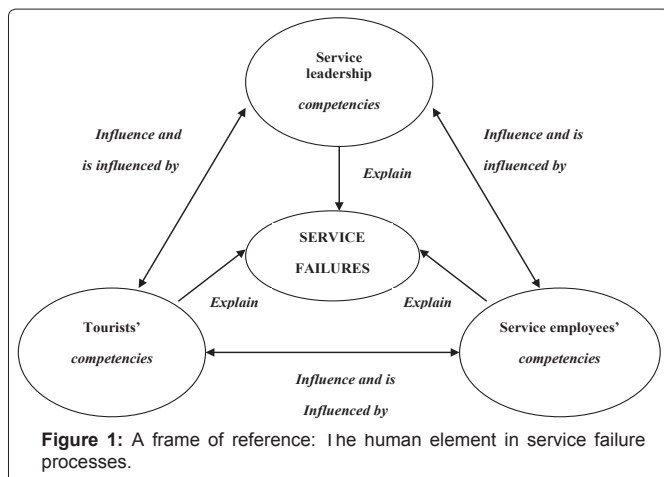 Service
leadership
competencies
Influence and
is influenced by
Influence and is
influenced by
Explain
SERVICE
FAILURES
Explain
Explain
Tourists'
competencies
Service employees'
competencies
Influence and is
Influenced by
Figure 1: A frame of reference: The human element in service failure
processes.